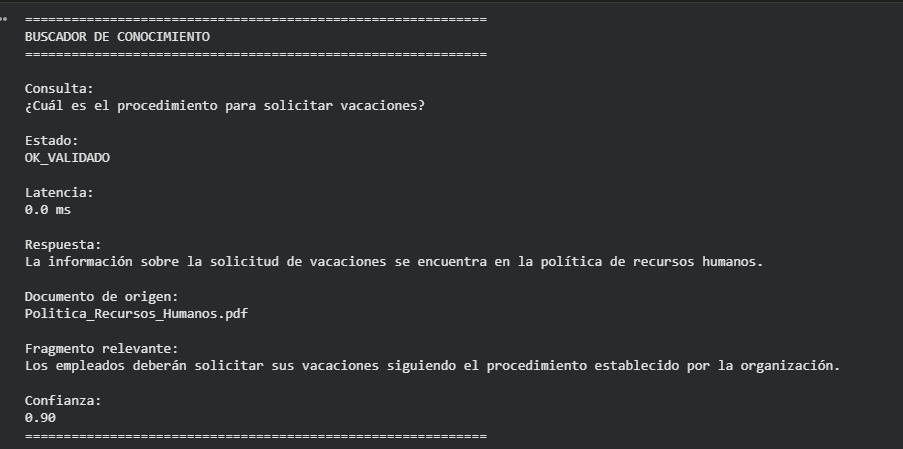 ============================================================
BUSCADOR DE CONOCIMIENTO
============================================================
Consulta:
¿Cuál es el procedimiento para solicitar vacaciones?
Estado:
OK_VALIDADO
Latencia:
0.0 ms
Respuesta:
La información sobre la solicitud de vacaciones se encuentra en la política de recursos humanos.
Documento de origen:
Politica_Recursos_Humanos.pdf
Fragmento relevante:
Los empleados deberán solicitar sus vacaciones siguiendo el procedimiento establecido por la organización.
Confianza:
0.90
============================================================